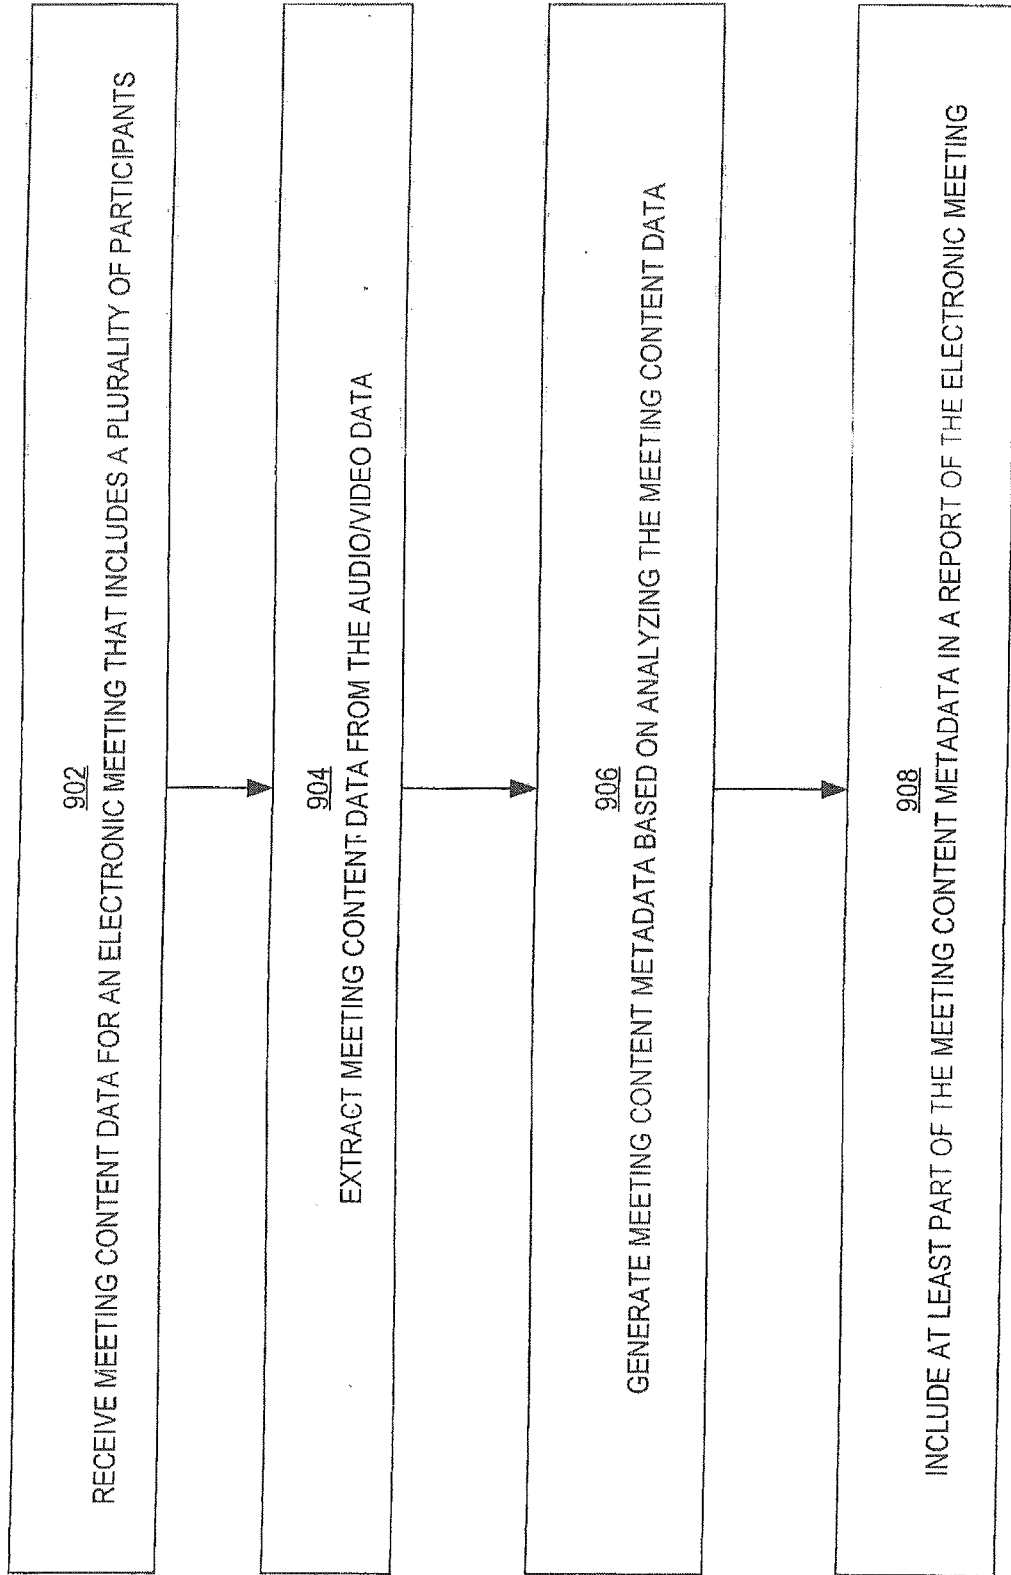 902
RECEIVE MEETING CONTENT DATA FOR AN ELECTRONIC MEETING THAT INCLUDES A PLURALITY OF PARTICIPANTS
904
EXTRACT MEETING CONTENT DATA FROM THE AUDIO/VIDEO DATA
906
GENERATE MEETING CONTENT METADATA BASED ON ANALYZING THE MEETING CONTENT DATA
908
INCLUDE AT LEAST PART OF THE MEETING CONTENT METADATA IN A REPORT OF THE ELECTRONIC MEETING